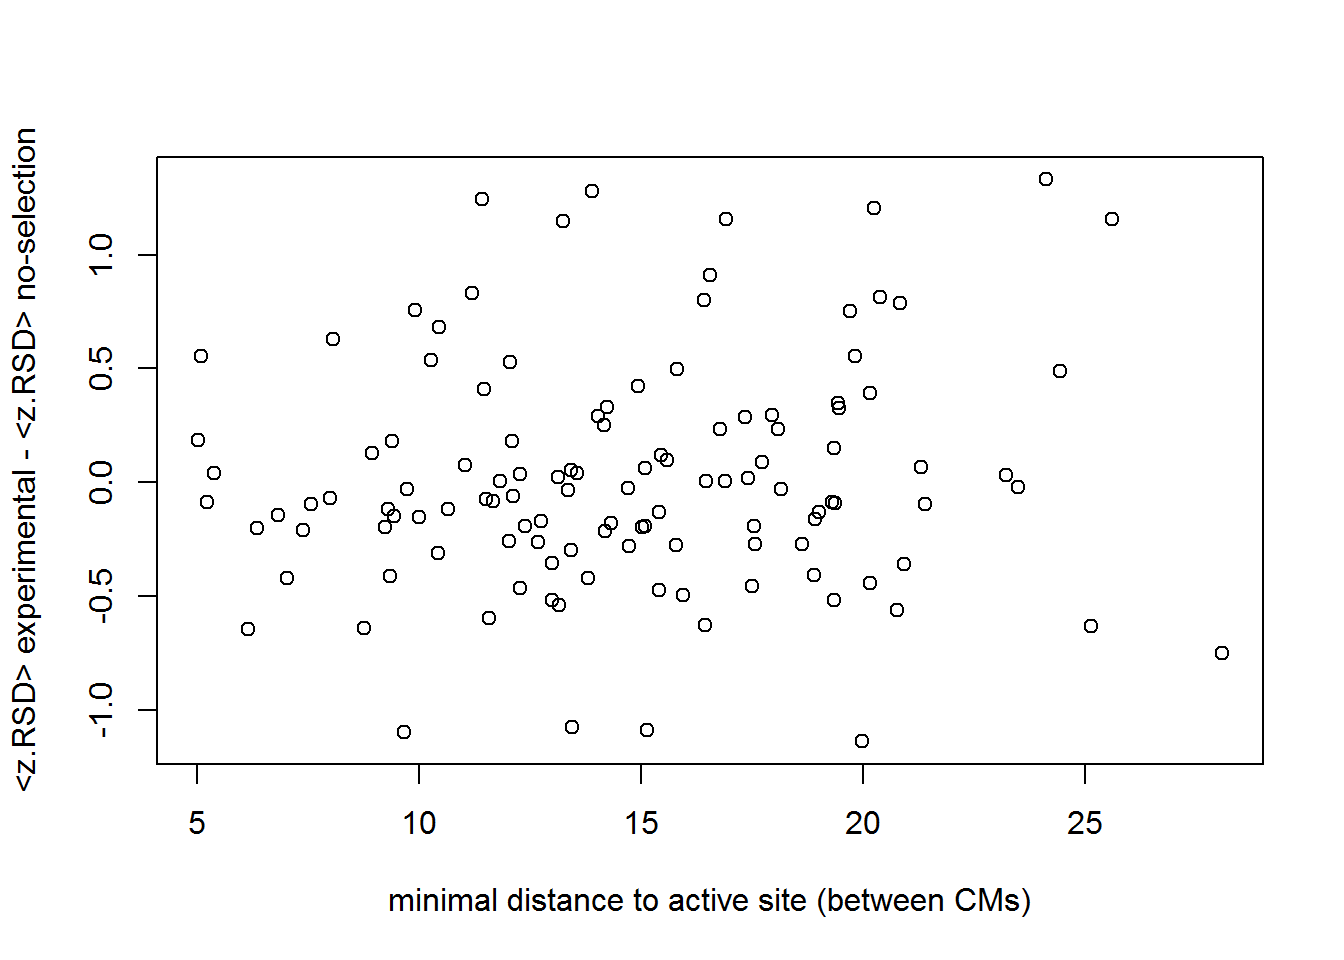 <z.RSD> experimental - <z.RSD> no-selection
1.0
0.5
0.0
-0.5
-1.0
5 10 15 20 25
minimal distance to active site (between CMs)